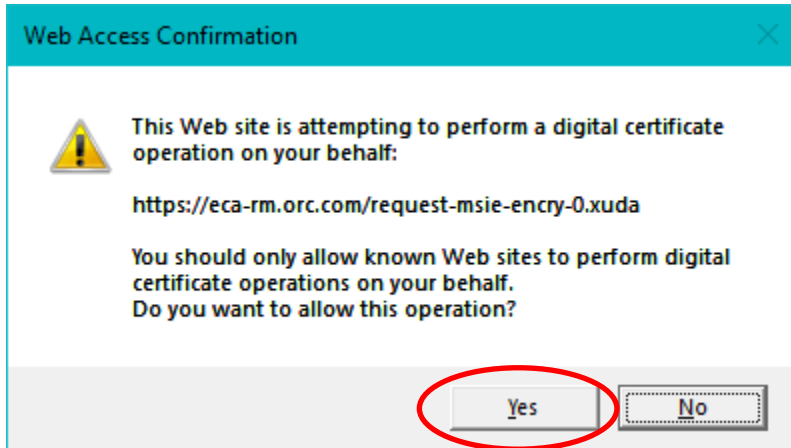 Web Access Confirmation
This Web site is attempting to perform a digital certificate
operation on your behalf:
https://eca-rm.orc.com/request-msie-encry-0.xuda
You should only allow known Web sites to perform digital
certificate operations on your behalf.
Do you want to allow this operation?
Yes No